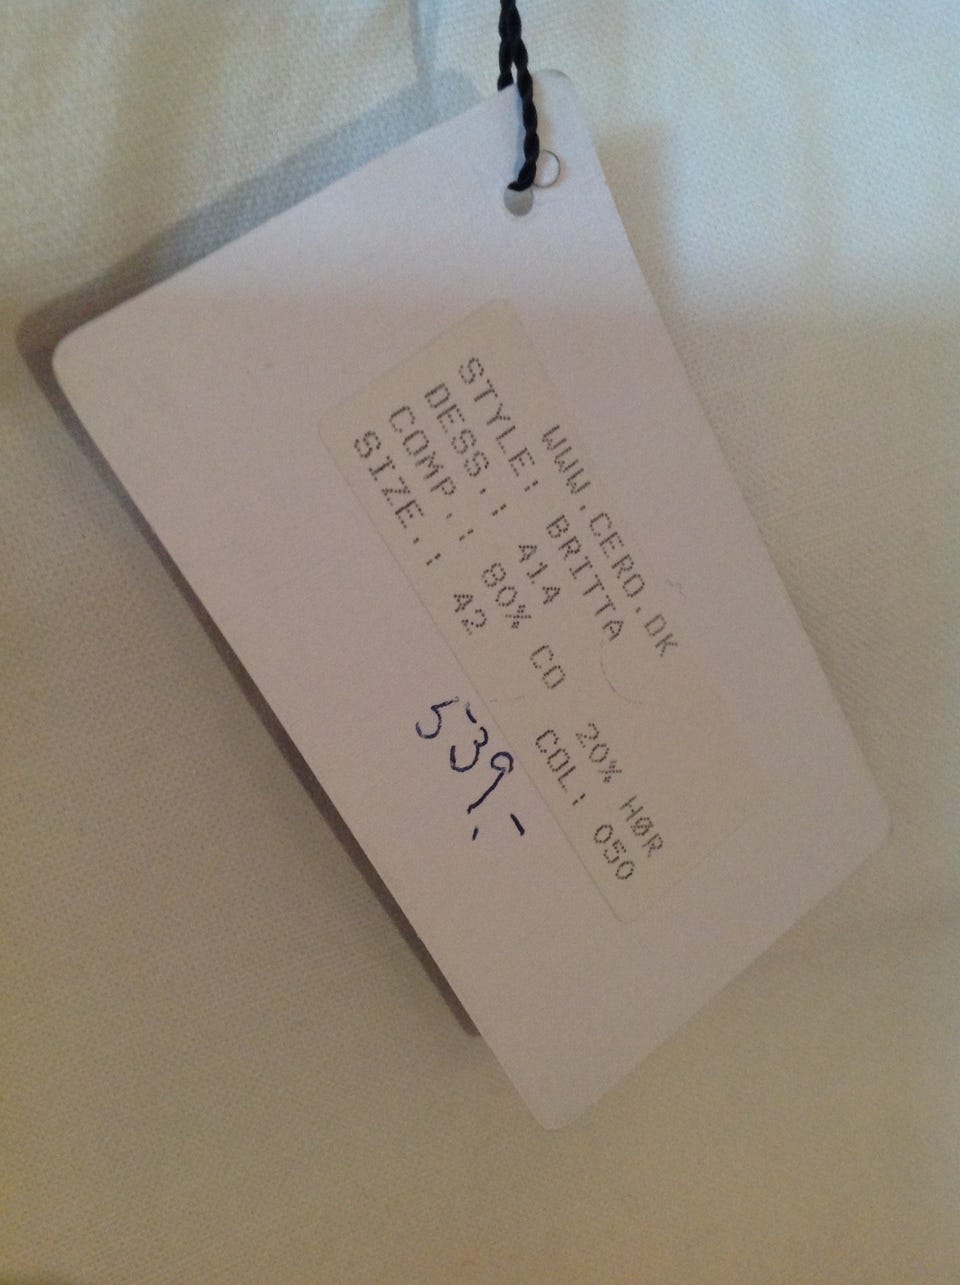 WWW.CERO.DK
STYLE: BRITTA
DESS.: 414
COMP.: 80% CO 20% HØR
SIZE.: 42 COL: 050
539,-